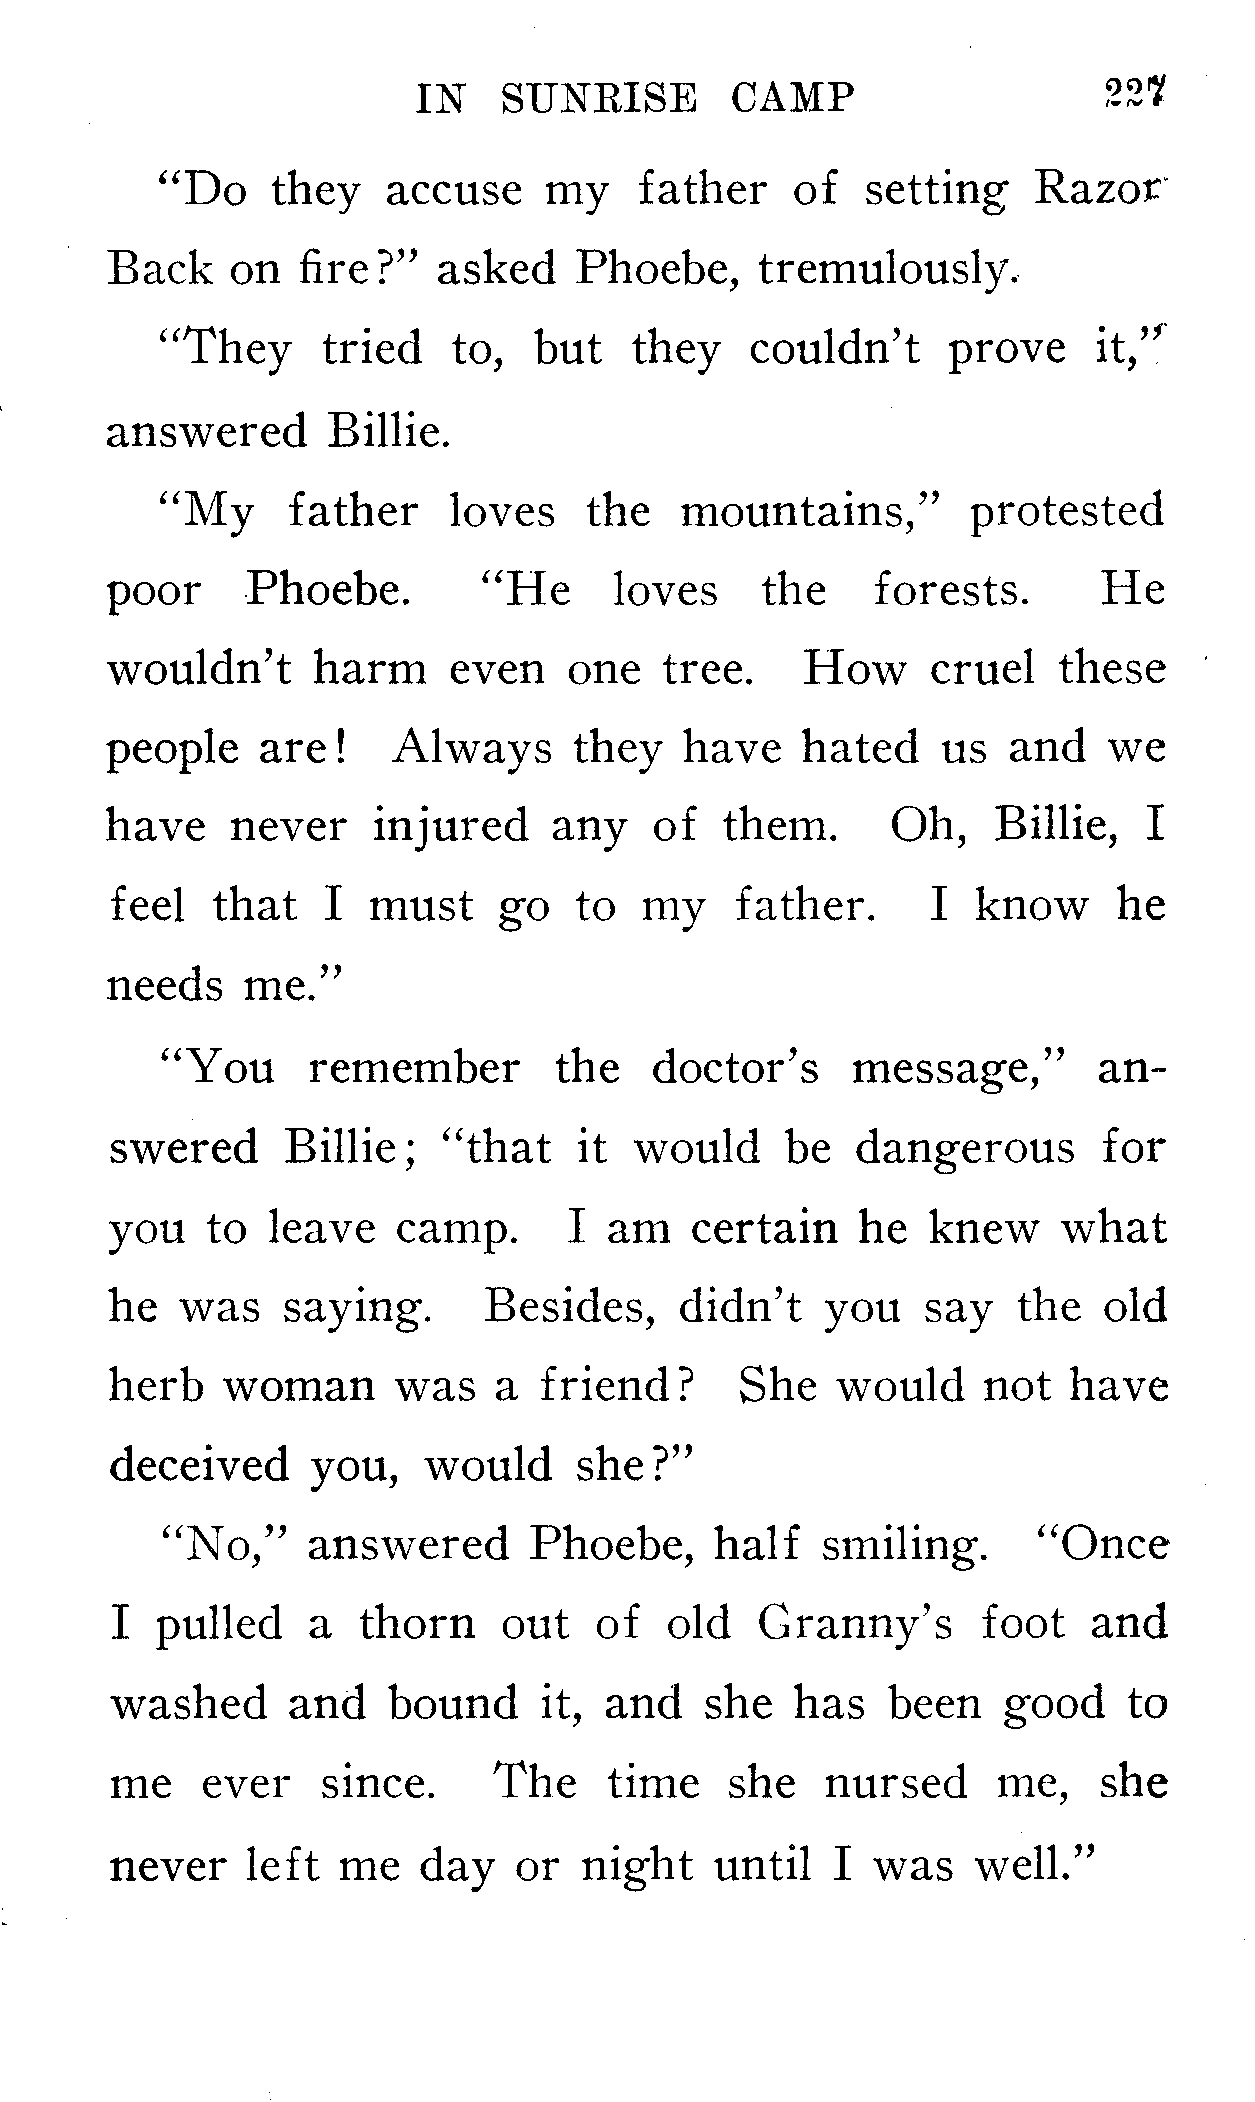 IN SUNRISE CAMP 227
"Do they accuse my father of setting Razor
Back on fire?" asked Phoebe, tremulously.
"They tried to, but they couldn't prove it,"
answered Billie.
"My father loves the mountains," protested
poor Phoebe. "He loves the forests. He
wouldn't harm even one tree. How cruel these
people are! Always they have hated us and we
have never injured any of them. Oh, Billie, I
feel that I must go to my father. I know he
needs me."
"You remember the doctor's message," an-
swered Billie; "that it would be dangerous for
you to leave camp. I am certain he knew what
he was saying. Besides, didn't you say the old
herb woman was a friend? She would not have
deceived you, would she?"
"No," answered Phoebe, half smiling. "Once
I pulled a thorn out of old Granny's foot and
washed and bound it, and she has been good to
me ever since. The time she nursed me, she
never left me day or night until I was well."